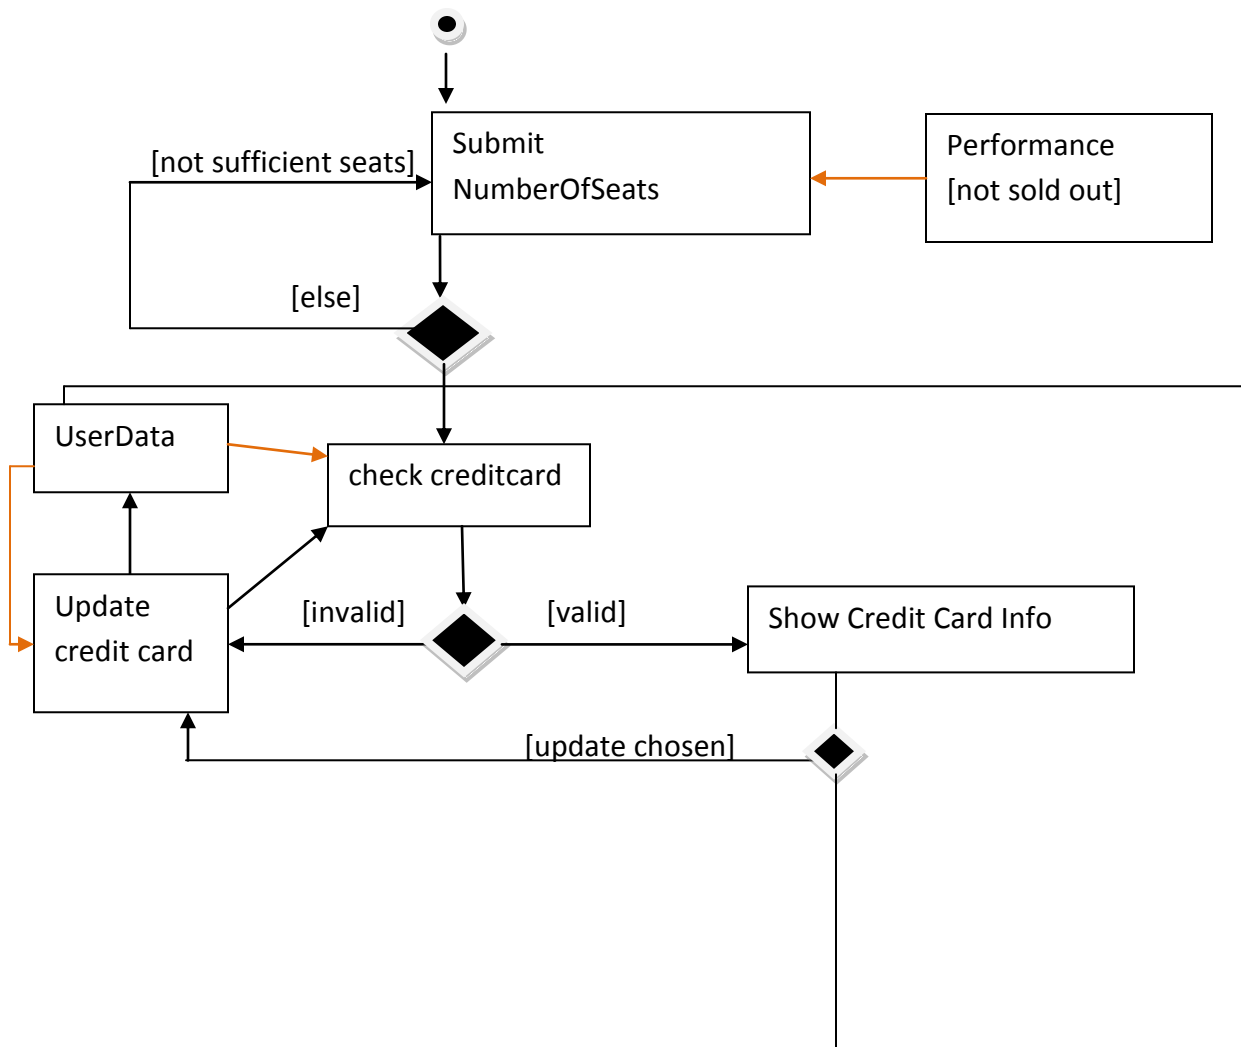 Submit
NumberOfSeats
Performance
[not sold out]
[not sufficient seats]
[else]
UserData
check creditcard
Update
credit card
[invalid]
[valid]
Show Credit Card Info
[update chosen]